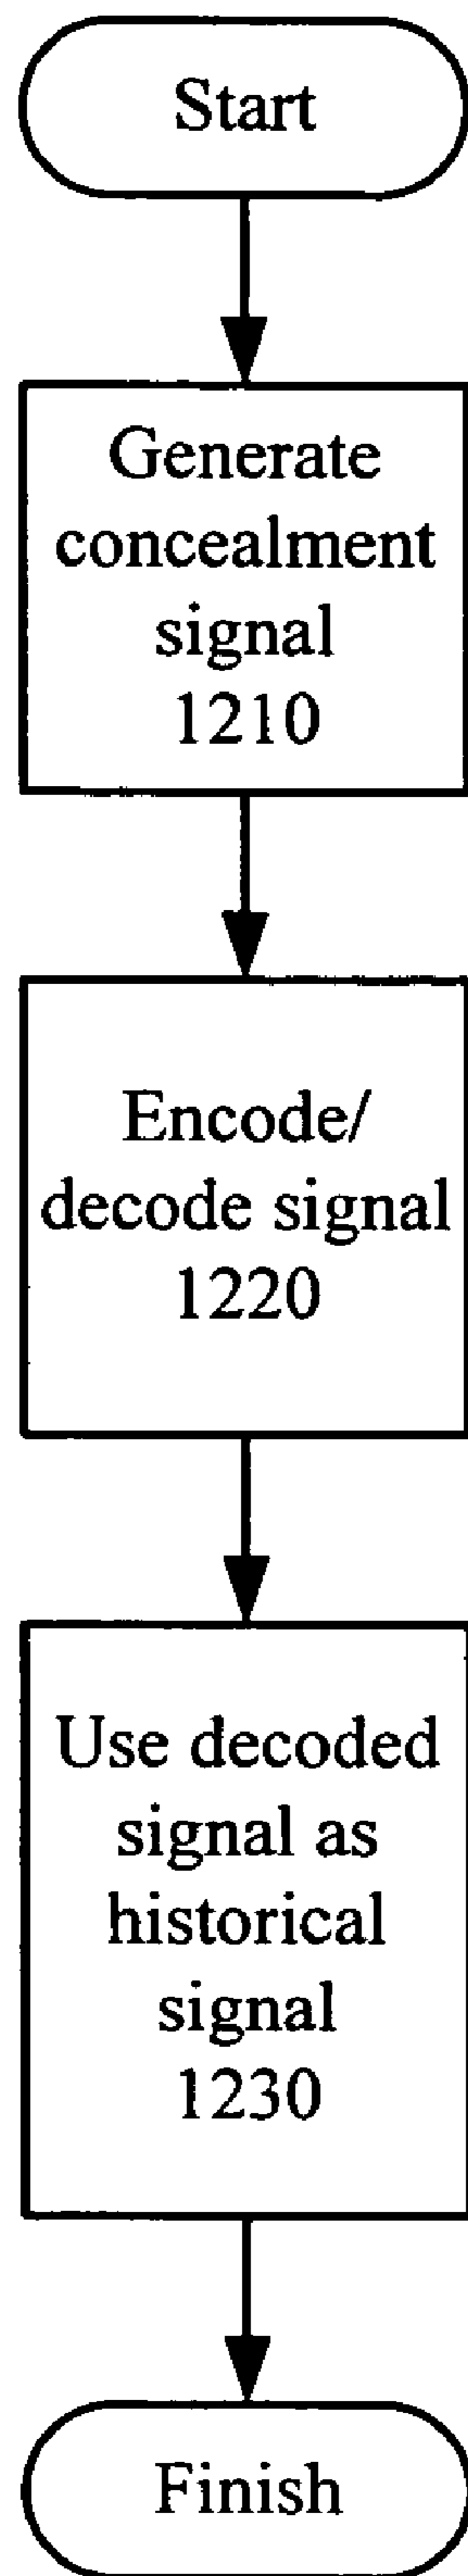 Start
Generate
concealment
signal
1210
Encode/
decode signal
1220
Use decoded
signal as
historical
signal
1230
Finish